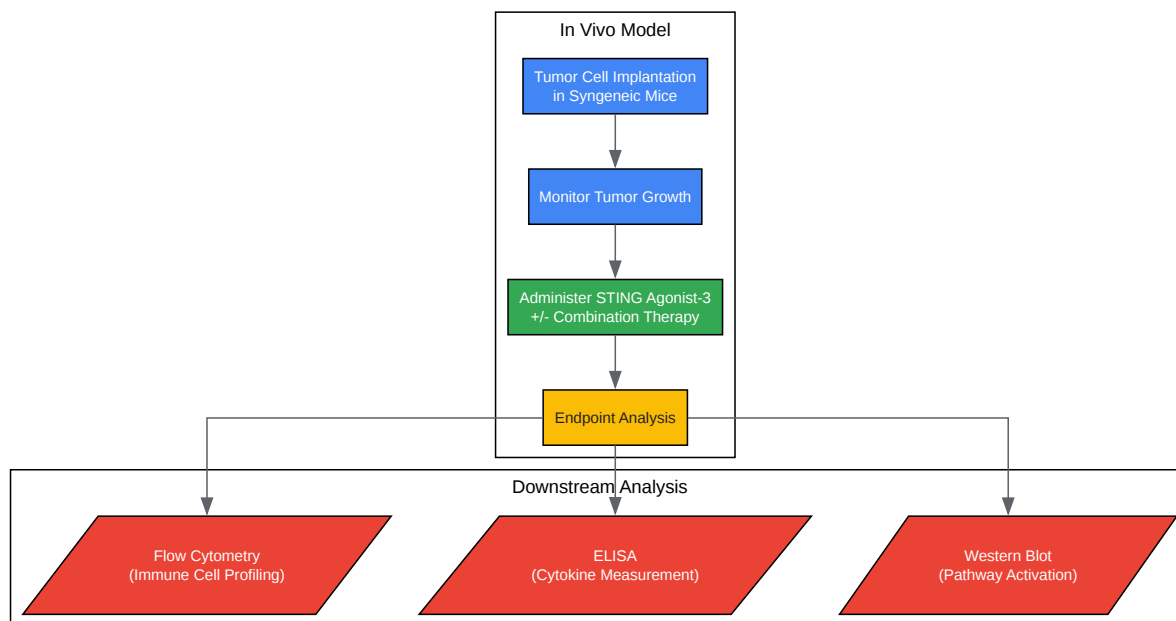 In Vivo Model
Tumor Cell Implantation
in Syngeneic Mice
Monitor Tumor Growth
Administer STING Agonist-3
+/- Combination Therapy
Endpoint Analysis
Downstream Analysis
Flow Cytometry
(Immune Cell Profiling)
ELISA
(Cytokine Measurement)
Western Blot
(Pathway Activation)